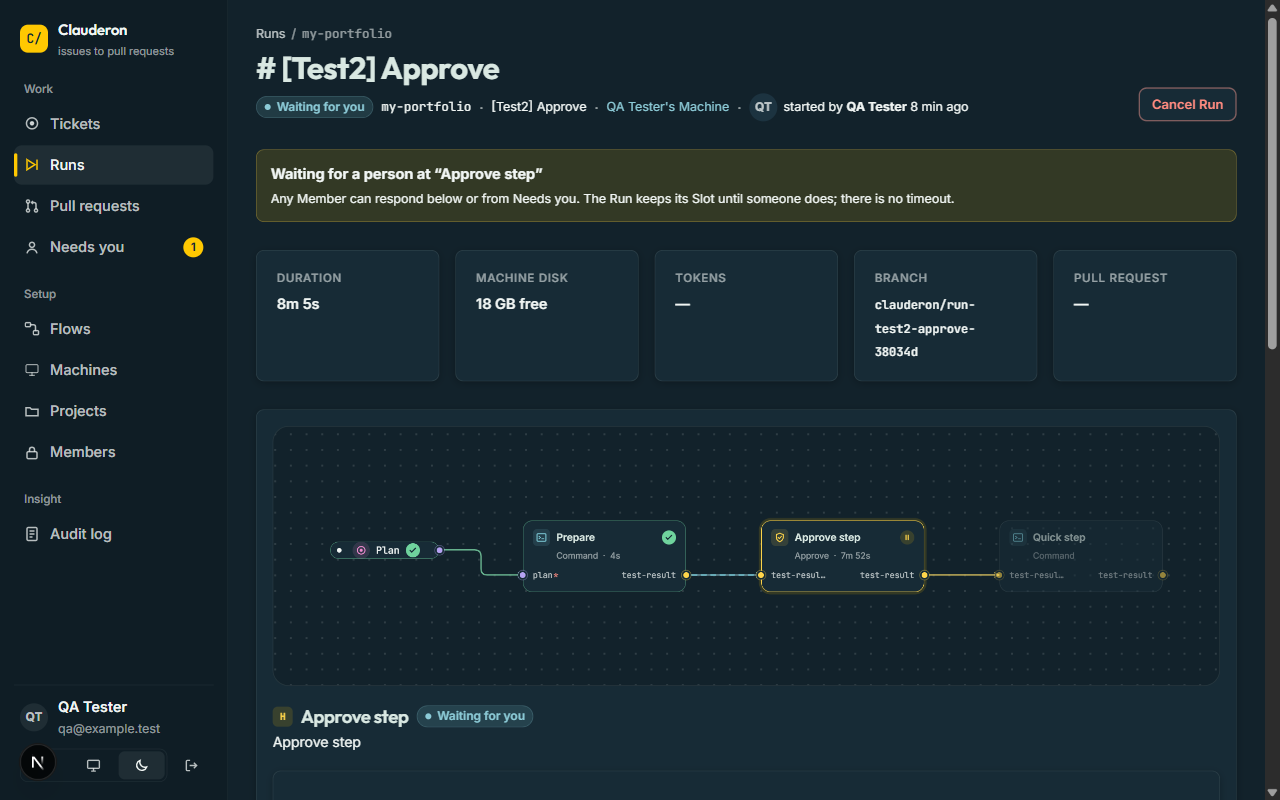 C/
Clauderon
issues to pull requests
Work
Tickets
Runs
Pull requests
Needs you
1
Setup
Flows
Machines
Projects
Members
Insight
Audit log
QT
QA Tester
qa@example.test
N
Runs / my-portfolio
# [Test2] Approve
Waiting for you my-portfolio · [Test2] Approve · QA Tester's Machine · QT started by QA Tester 8 min ago
Cancel Run
Waiting for a person at “Approve step”
Any Member can respond below or from Needs you. The Run keeps its Slot until someone does; there is no timeout.
DURATION
8m 5s
MACHINE DISK
18 GB free
TOKENS
—
BRANCH
clauderon/run-
test2-approve-
38034d
PULL REQUEST
—
Plan
Prepare
Command · 4s
plan* test-result
Approve step
Approve · 7m 52s
test-resul… test-result
Quick step
Command
test-resul… test-result
H Approve step Waiting for you
Approve step